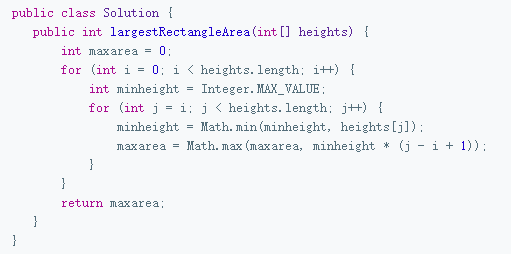 public class Solution {
   public int largestRectangleArea(int[] heights) {
       int maxarea = 0;
       for (int i = 0; i < heights.length; i++) {
           int minheight = Integer.MAX_VALUE;
           for (int j = i; j < heights.length; j++) {
               minheight = Math.min(minheight, heights[j]);
               maxarea = Math.max(maxarea, minheight * (j - i + 1));
           }
       }
       return maxarea;
   }
}